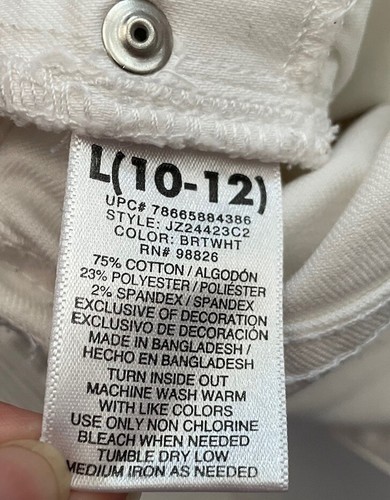 L(10-12)
UPC# 78665884386
STYLE: JZ24423C2
COLOR: BRTWHT
RN# 98826
75% COTTON / ALGODÓN
23% POLYESTER / POLIÉSTER
2% SPANDEX / SPANDEX
EXCLUSIVE OF DECORATION
EXCLUSIVO DE DECORACIÓN
MADE IN BANGLADESH /
HECHO EN BANGLADESH
TURN INSIDE OUT
MACHINE WASH WARM
WITH LIKE COLORS
USE ONLY NON CHLORINE
BLEACH WHEN NEEDED
TUMBLE DRY LOW
MEDIUM IRON AS NEEDED